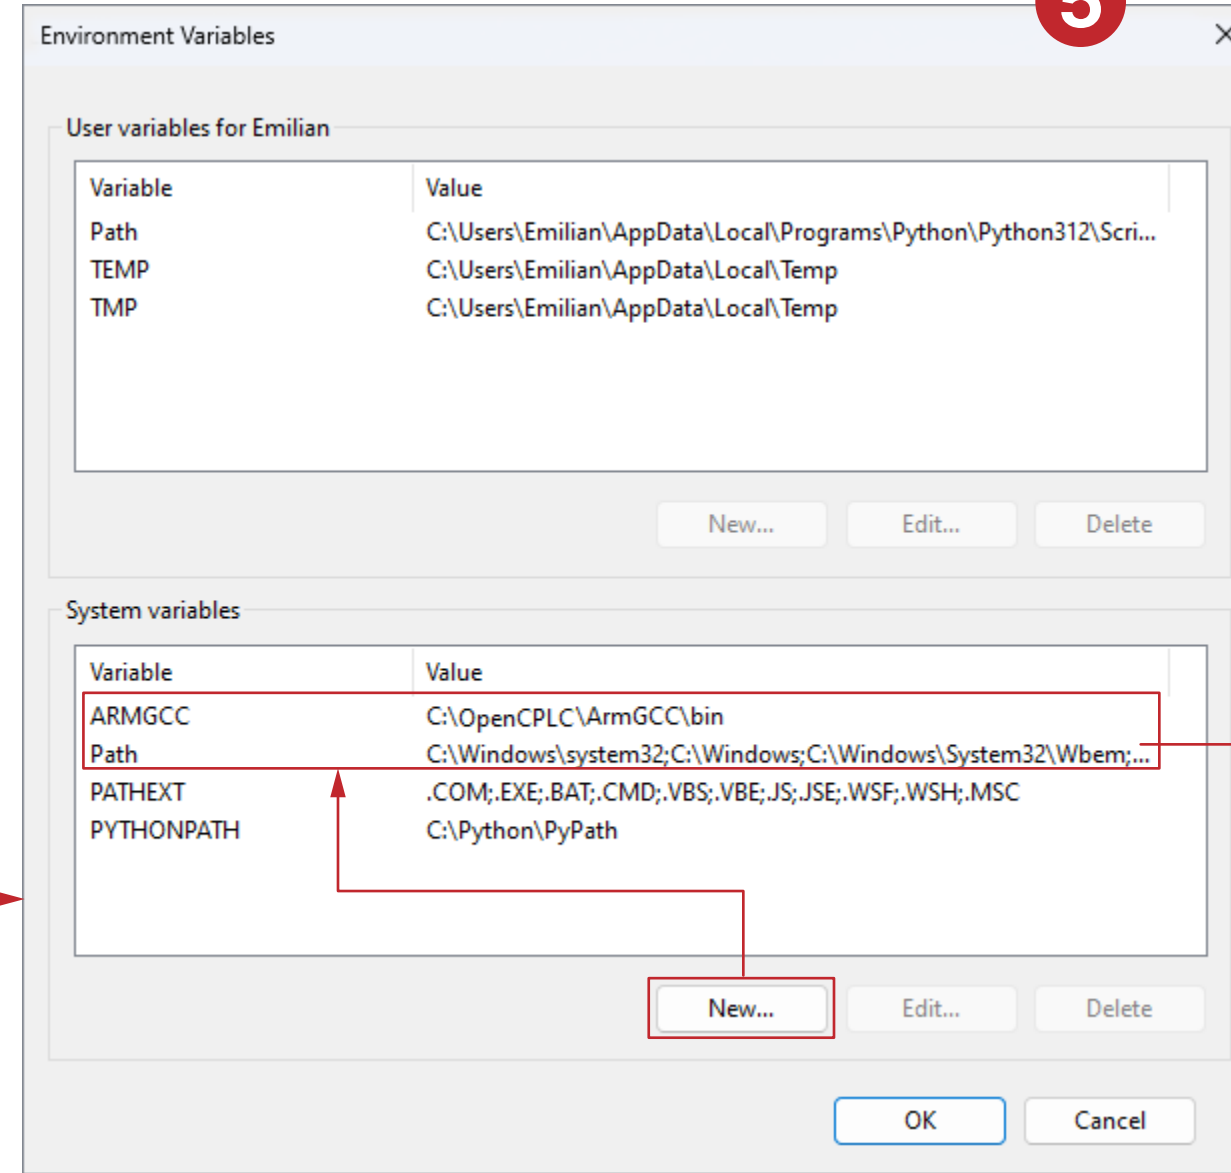 5
Environment Variables
User variables for Emilian
Variable Value
Path C:\Users\Emilian\AppData\Local\Programs\Python\Python312\Scri...
TEMP C:\Users\Emilian\AppData\Local\Temp
TMP C:\Users\Emilian\AppData\Local\Temp
New... Edit... Delete
System variables
Variable Value
ARMGCC C:\OpenCPLC\ArmGCC\bin
Path C:\Windows\system32;C:\Windows;C:\Windows\System32\Wbem;...
PATHEXT .COM;.EXE;.BAT;.CMD;.VBS;.VBE;.JS;.JSE;.WSF;.WSH;.MSC
PYTHONPATH C:\Python\PyPath
New... Edit... Delete
OK Cancel